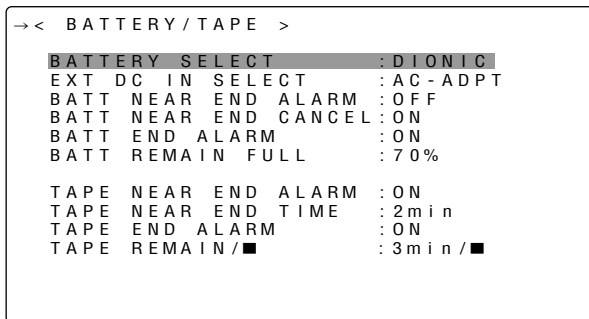 →< BATTERY/TAPE >
BATTERY SELECT :DIONIC
EXT DC IN SELECT :AC-ADPT
BATT NEAR END ALARM :OFF
BATT NEAR END CANCEL:ON
BATT END ALARM :ON
BATT REMAIN FULL :70%
TAPE NEAR END ALARM :ON
TAPE NEAR END TIME :2min
TAPE END ALARM :ON
TAPE REMAIN/■ :3min/■